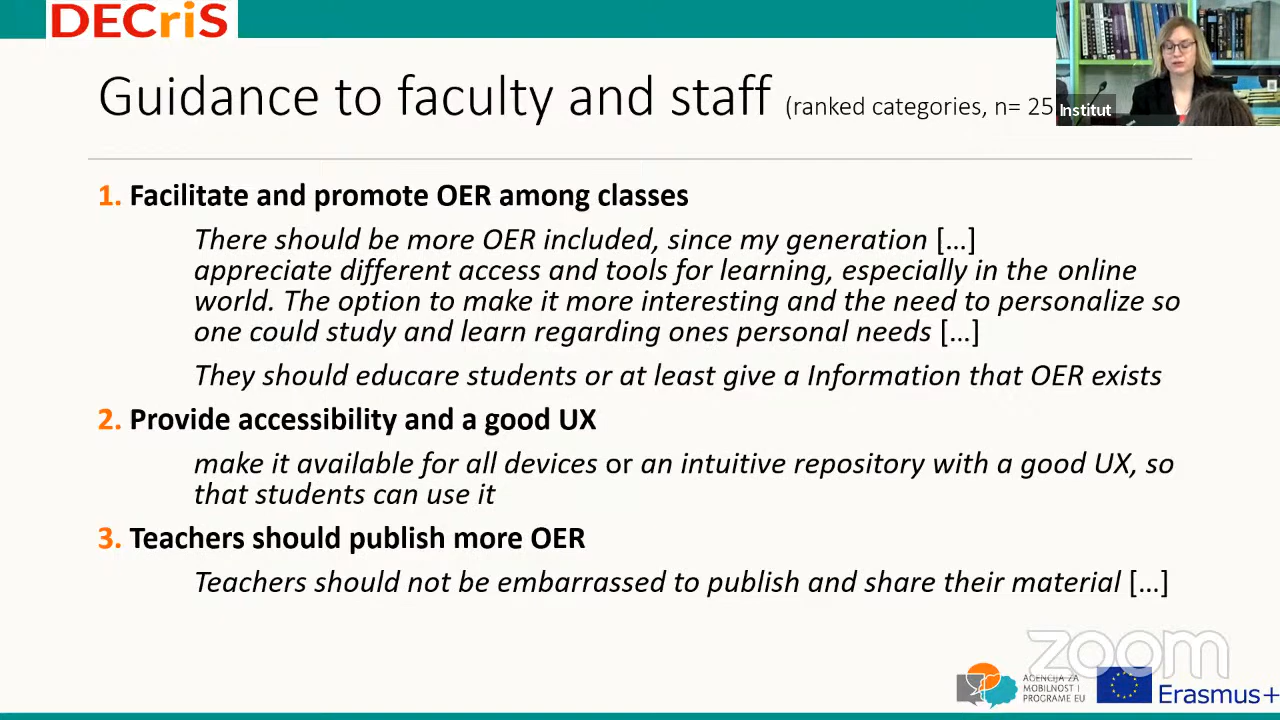 DECriS
Guidance to faculty and staff (ranked categories, n= 25
Institut
1. Facilitate and promote OER among classes
There should be more OER included, since my generation […]
appreciate different access and tools for learning, especially in the online
world. The option to make it more interesting and the need to personalize so
one could study and learn regarding ones personal needs […]
They should educare students or at least give a Information that OER exists
2. Provide accessibility and a good UX
make it available for all devices or an intuitive repository with a good UX, so
that students can use it
3. Teachers should publish more OER
Teachers should not be embarrassed to publish and share their material […]
zoom
AGENCIJA ZA
MOBILNOST I
PROGRAME EU
Erasmus+